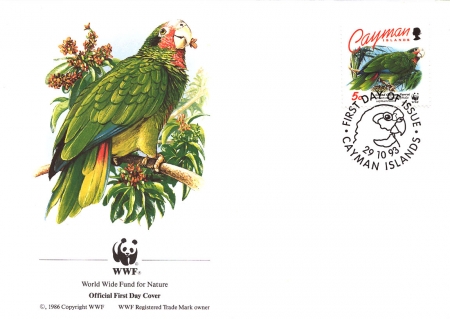 Cayman
ISLANDS
5c
FIRST DAY OF ISSUE
29 10 93
CAYMAN ISLANDS
WWF
World Wide Fund for Nature
Official First Day Cover
©, 1986 Copyright WWF WWF Registered Trade Mark owner